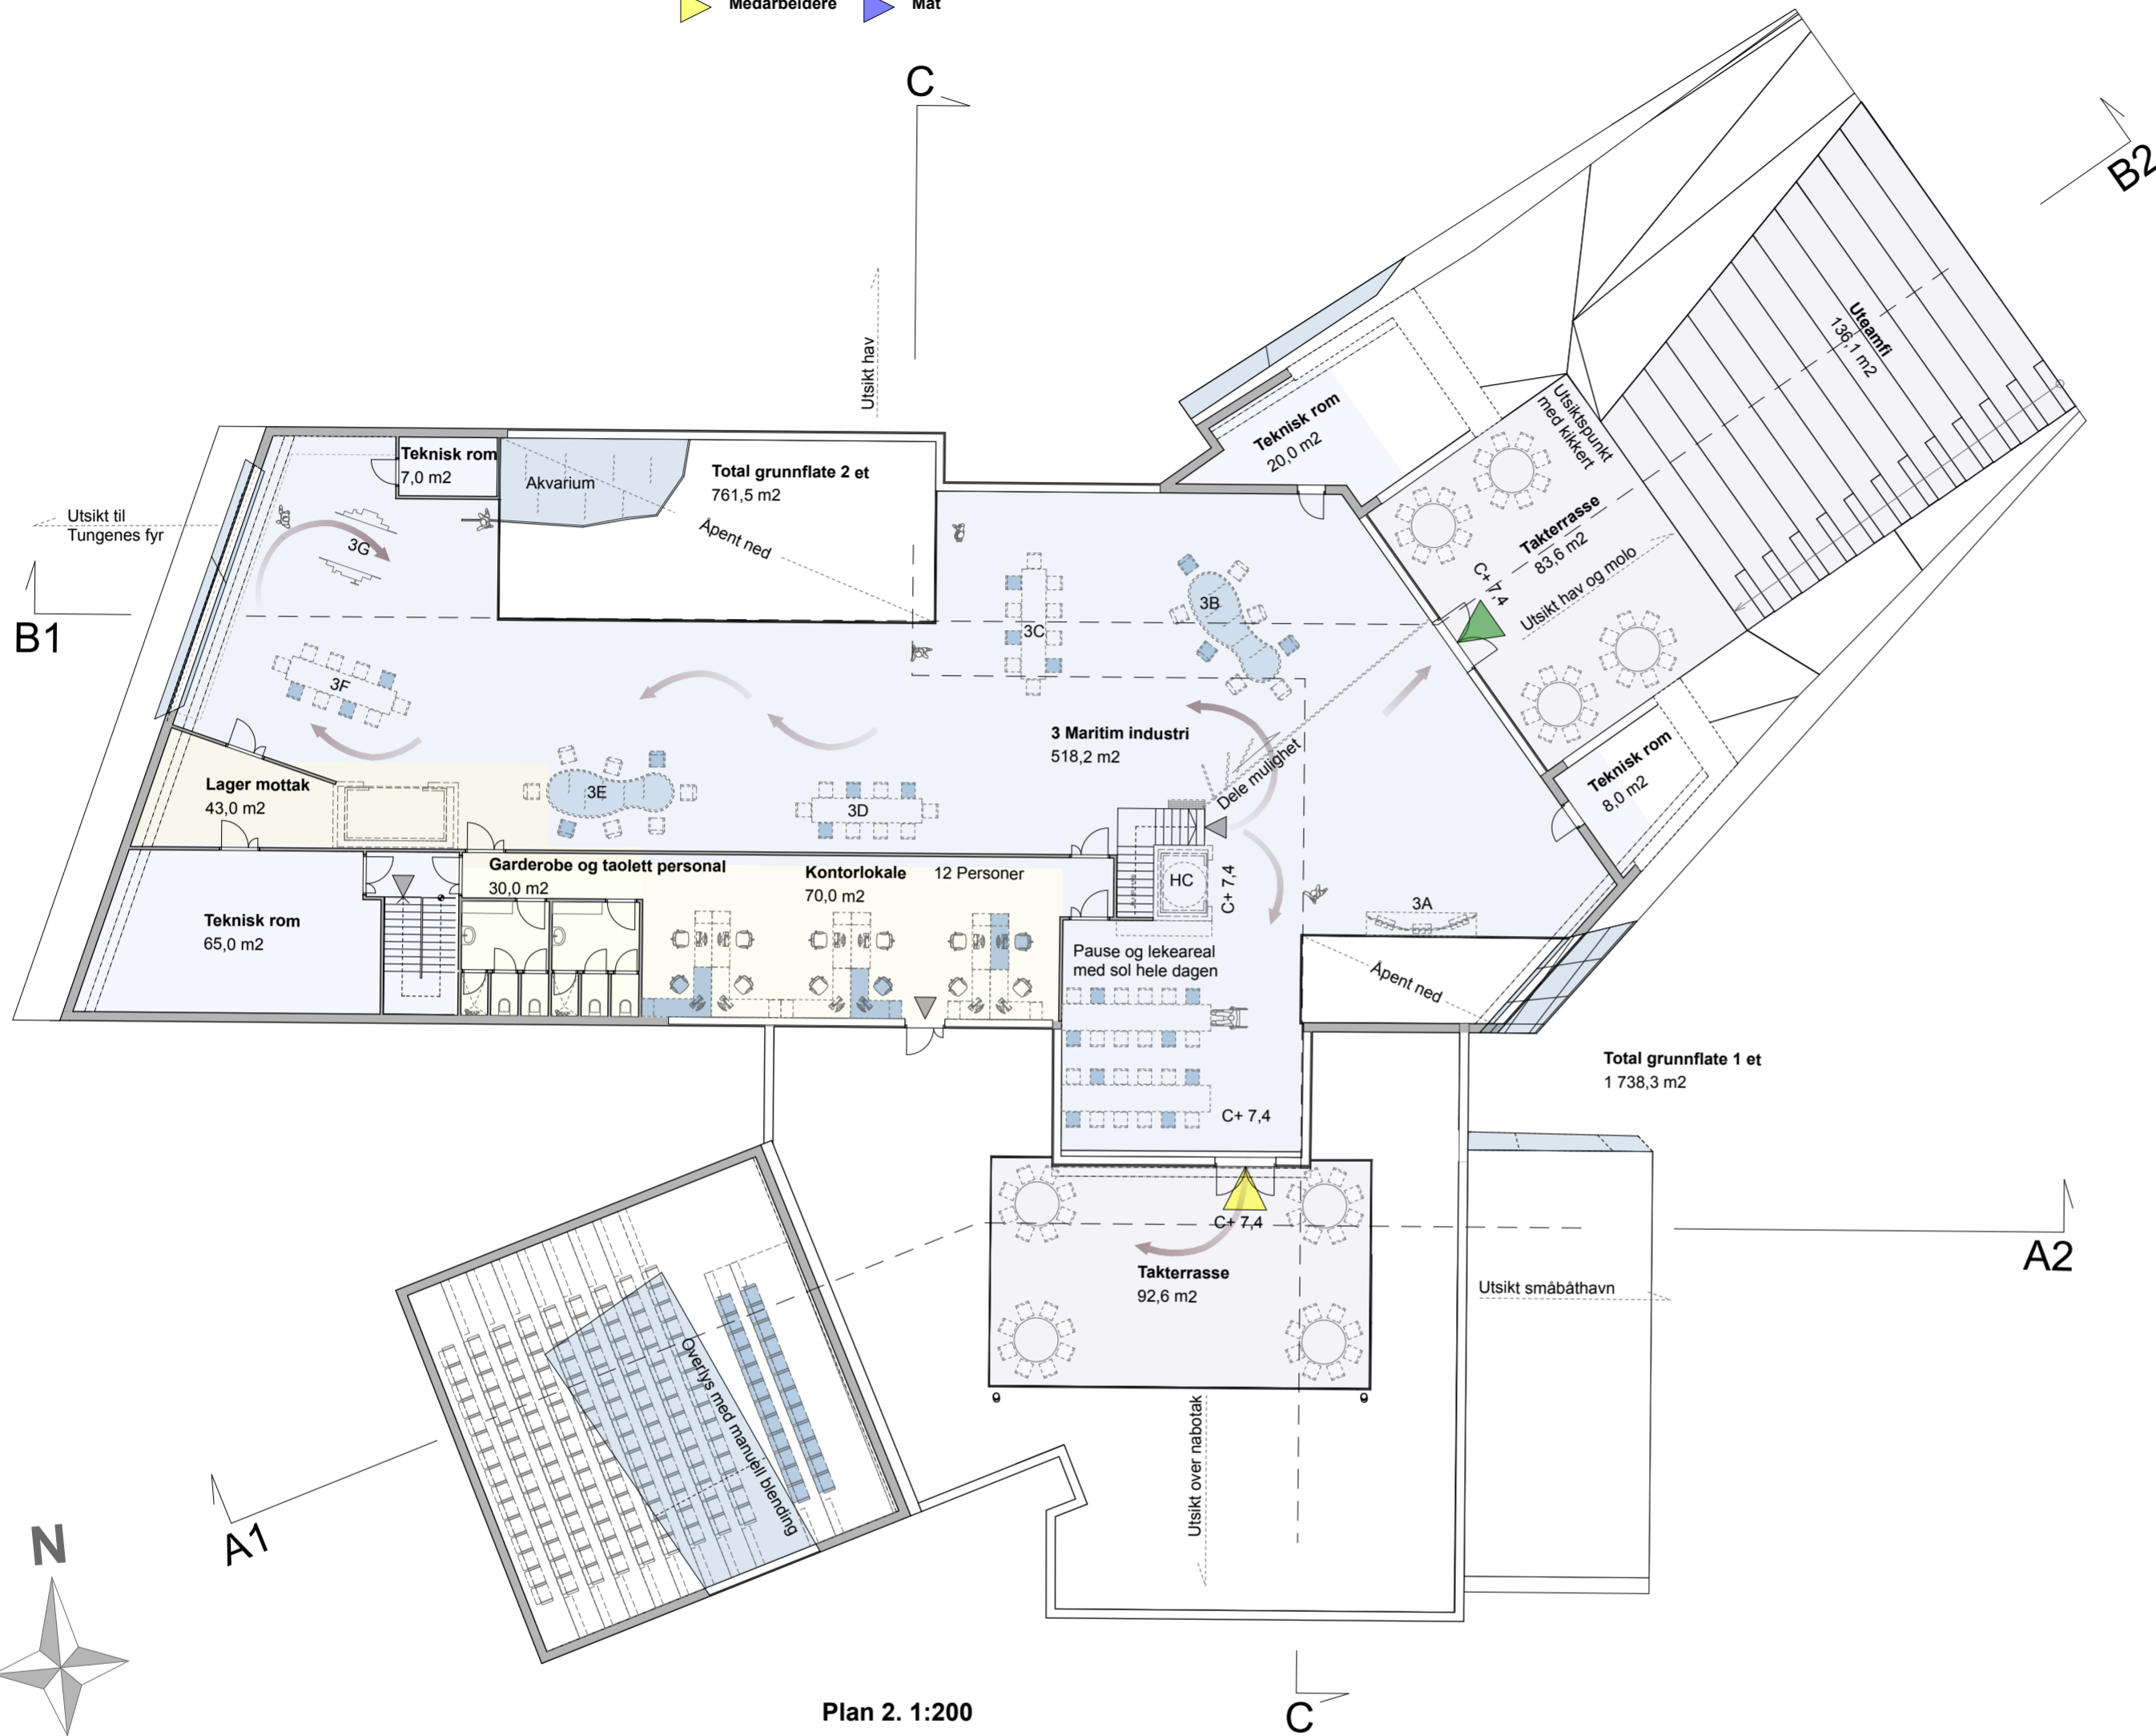 Medarbeidere
Mat
C
B2
Uteamfi
136,1 m2
Utsikt hav
Utsiktspunkt
med kikkert
Teknisk rom
20,0 m2
Teknisk rom
7,0 m2
Akvarium
Total grunnflate 2 et
761,5 m2
Åpent ned
Takterrasse
83,6 m2
C+ 7,4
Utsikt hav og molo
Utsikt til
Tungenes fyr
3G
B1
3C
3B
3F
3 Maritim industri
518,2 m2
Dele mulighet
Teknisk rom
8,0 m2
Lager mottak
43,0 m2
3E
3D
Garderobe og taolett personal
30,0 m2
Kontorlokale
70,0 m2
12 Personer
HC
C+ 7,4
3A
Teknisk rom
65,0 m2
Pause og lekeareal
med sol hele dagen
Åpent ned
Total grunnflate 1 et
1 738,3 m2
C+ 7,4
C+ 7,4
A2
Takterrasse
92,6 m2
Utsikt småbåthavn
Overlys med manuell blending
Utsikt over nabotak
A1
N
Plan 2. 1:200
C